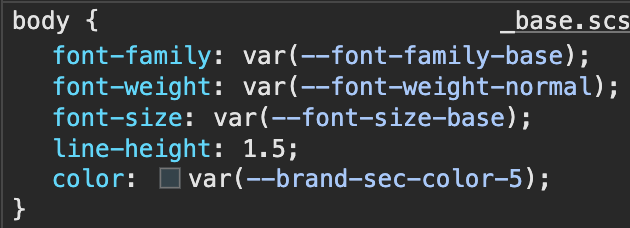 body { _base.scs
font-family: var(--font-family-base);
font-weight: var(--font-weight-normal);
font-size: var(--font-size-base);
line-height: 1.5;
color: var(--brand-sec-color-5);
}